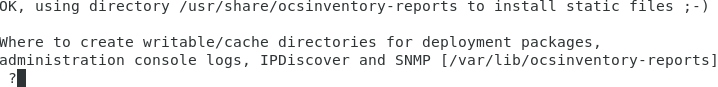 OK, using directory /usr/share/ocsinventory-reports to install static files ;-)
Where to create writable/cache directories for deployment packages,
administration console logs, IPDiscover and SNMP [/var/lib/ocsinventory-reports]
?